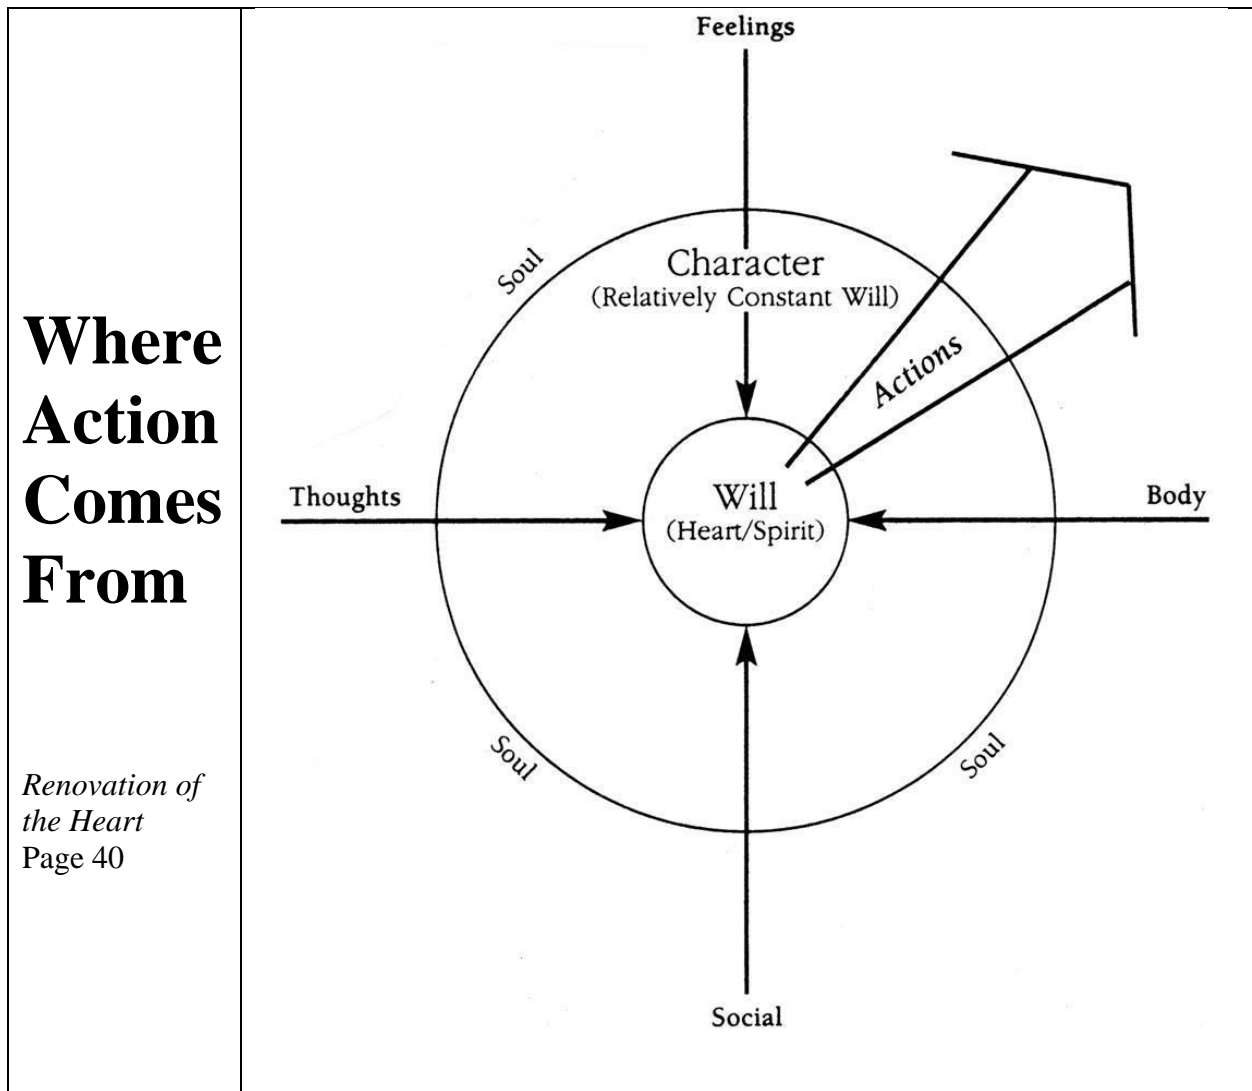 Where
Action
Comes
From
Renovation of
the Heart
Page 40
Feelings
Soul
Character
(Relatively Constant Will)
Actions
Thoughts
Will
(Heart/Spirit)
Body
Soul
Soul
Social